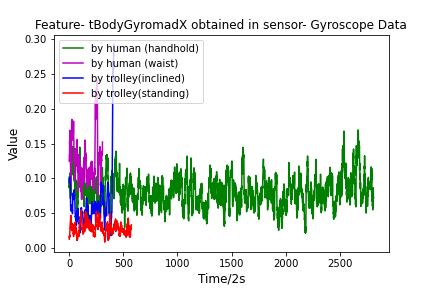 Feature- tBodyGyromadX obtained in sensor- Gyroscope Data
0.30
0.25
0.20
0.15
0.10
0.05
0.00
Value
by human (handhold)
by human (waist)
by trolley(inclined)
by trolley(standing)
0 500 1000 1500 2000 2500
Time/2s